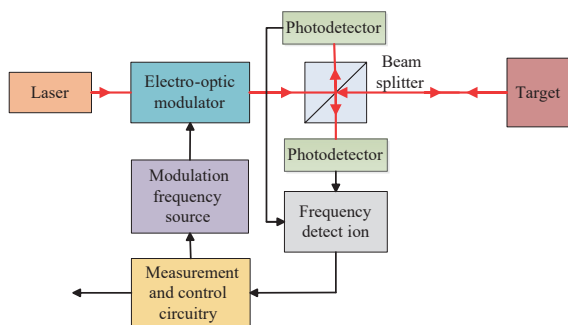 Photodetector
Laser
Electro-optic
modulator
Beam
splitter
Target
Photodetector
Modulation
frequency
source
Frequency
detect ion
Measurement
and control
circuitry